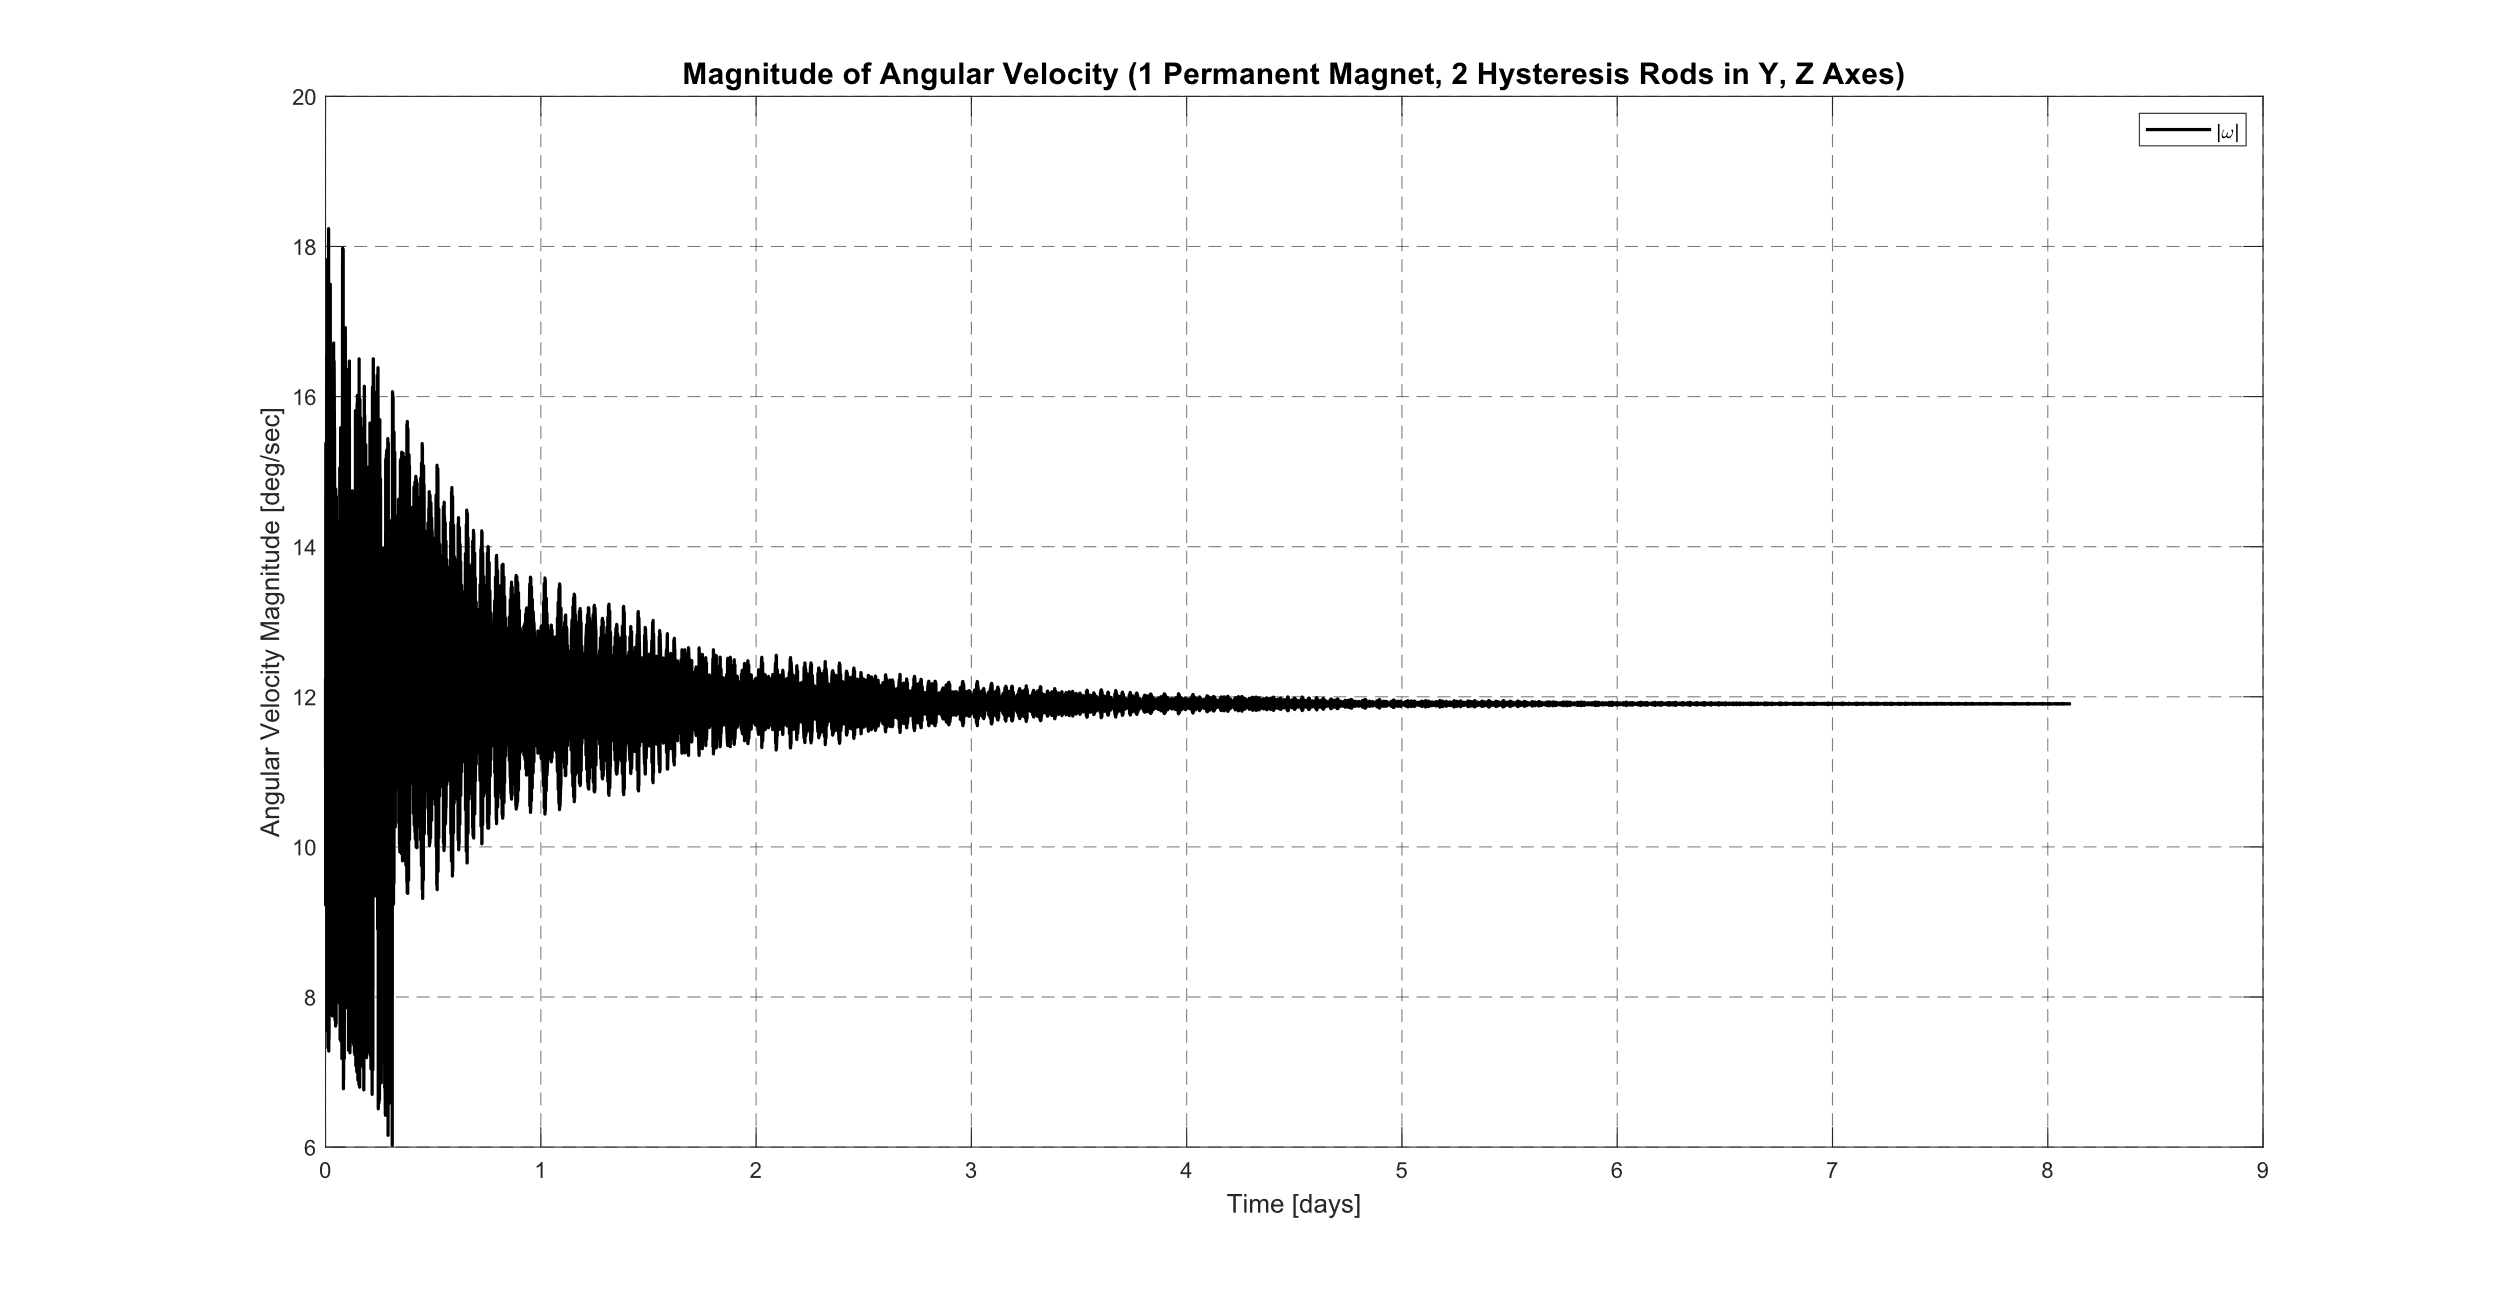 Magnitude of Angular Velocity (1 Permanent Magnet, 2 Hysteresis Rods in Y, Z Axes)
|ω|
20
18
16
14
12
10
8
6
Angular Velocity Magnitude [deg/sec]
0 1 2 3 4 5 6 7 8 9
Time [days]